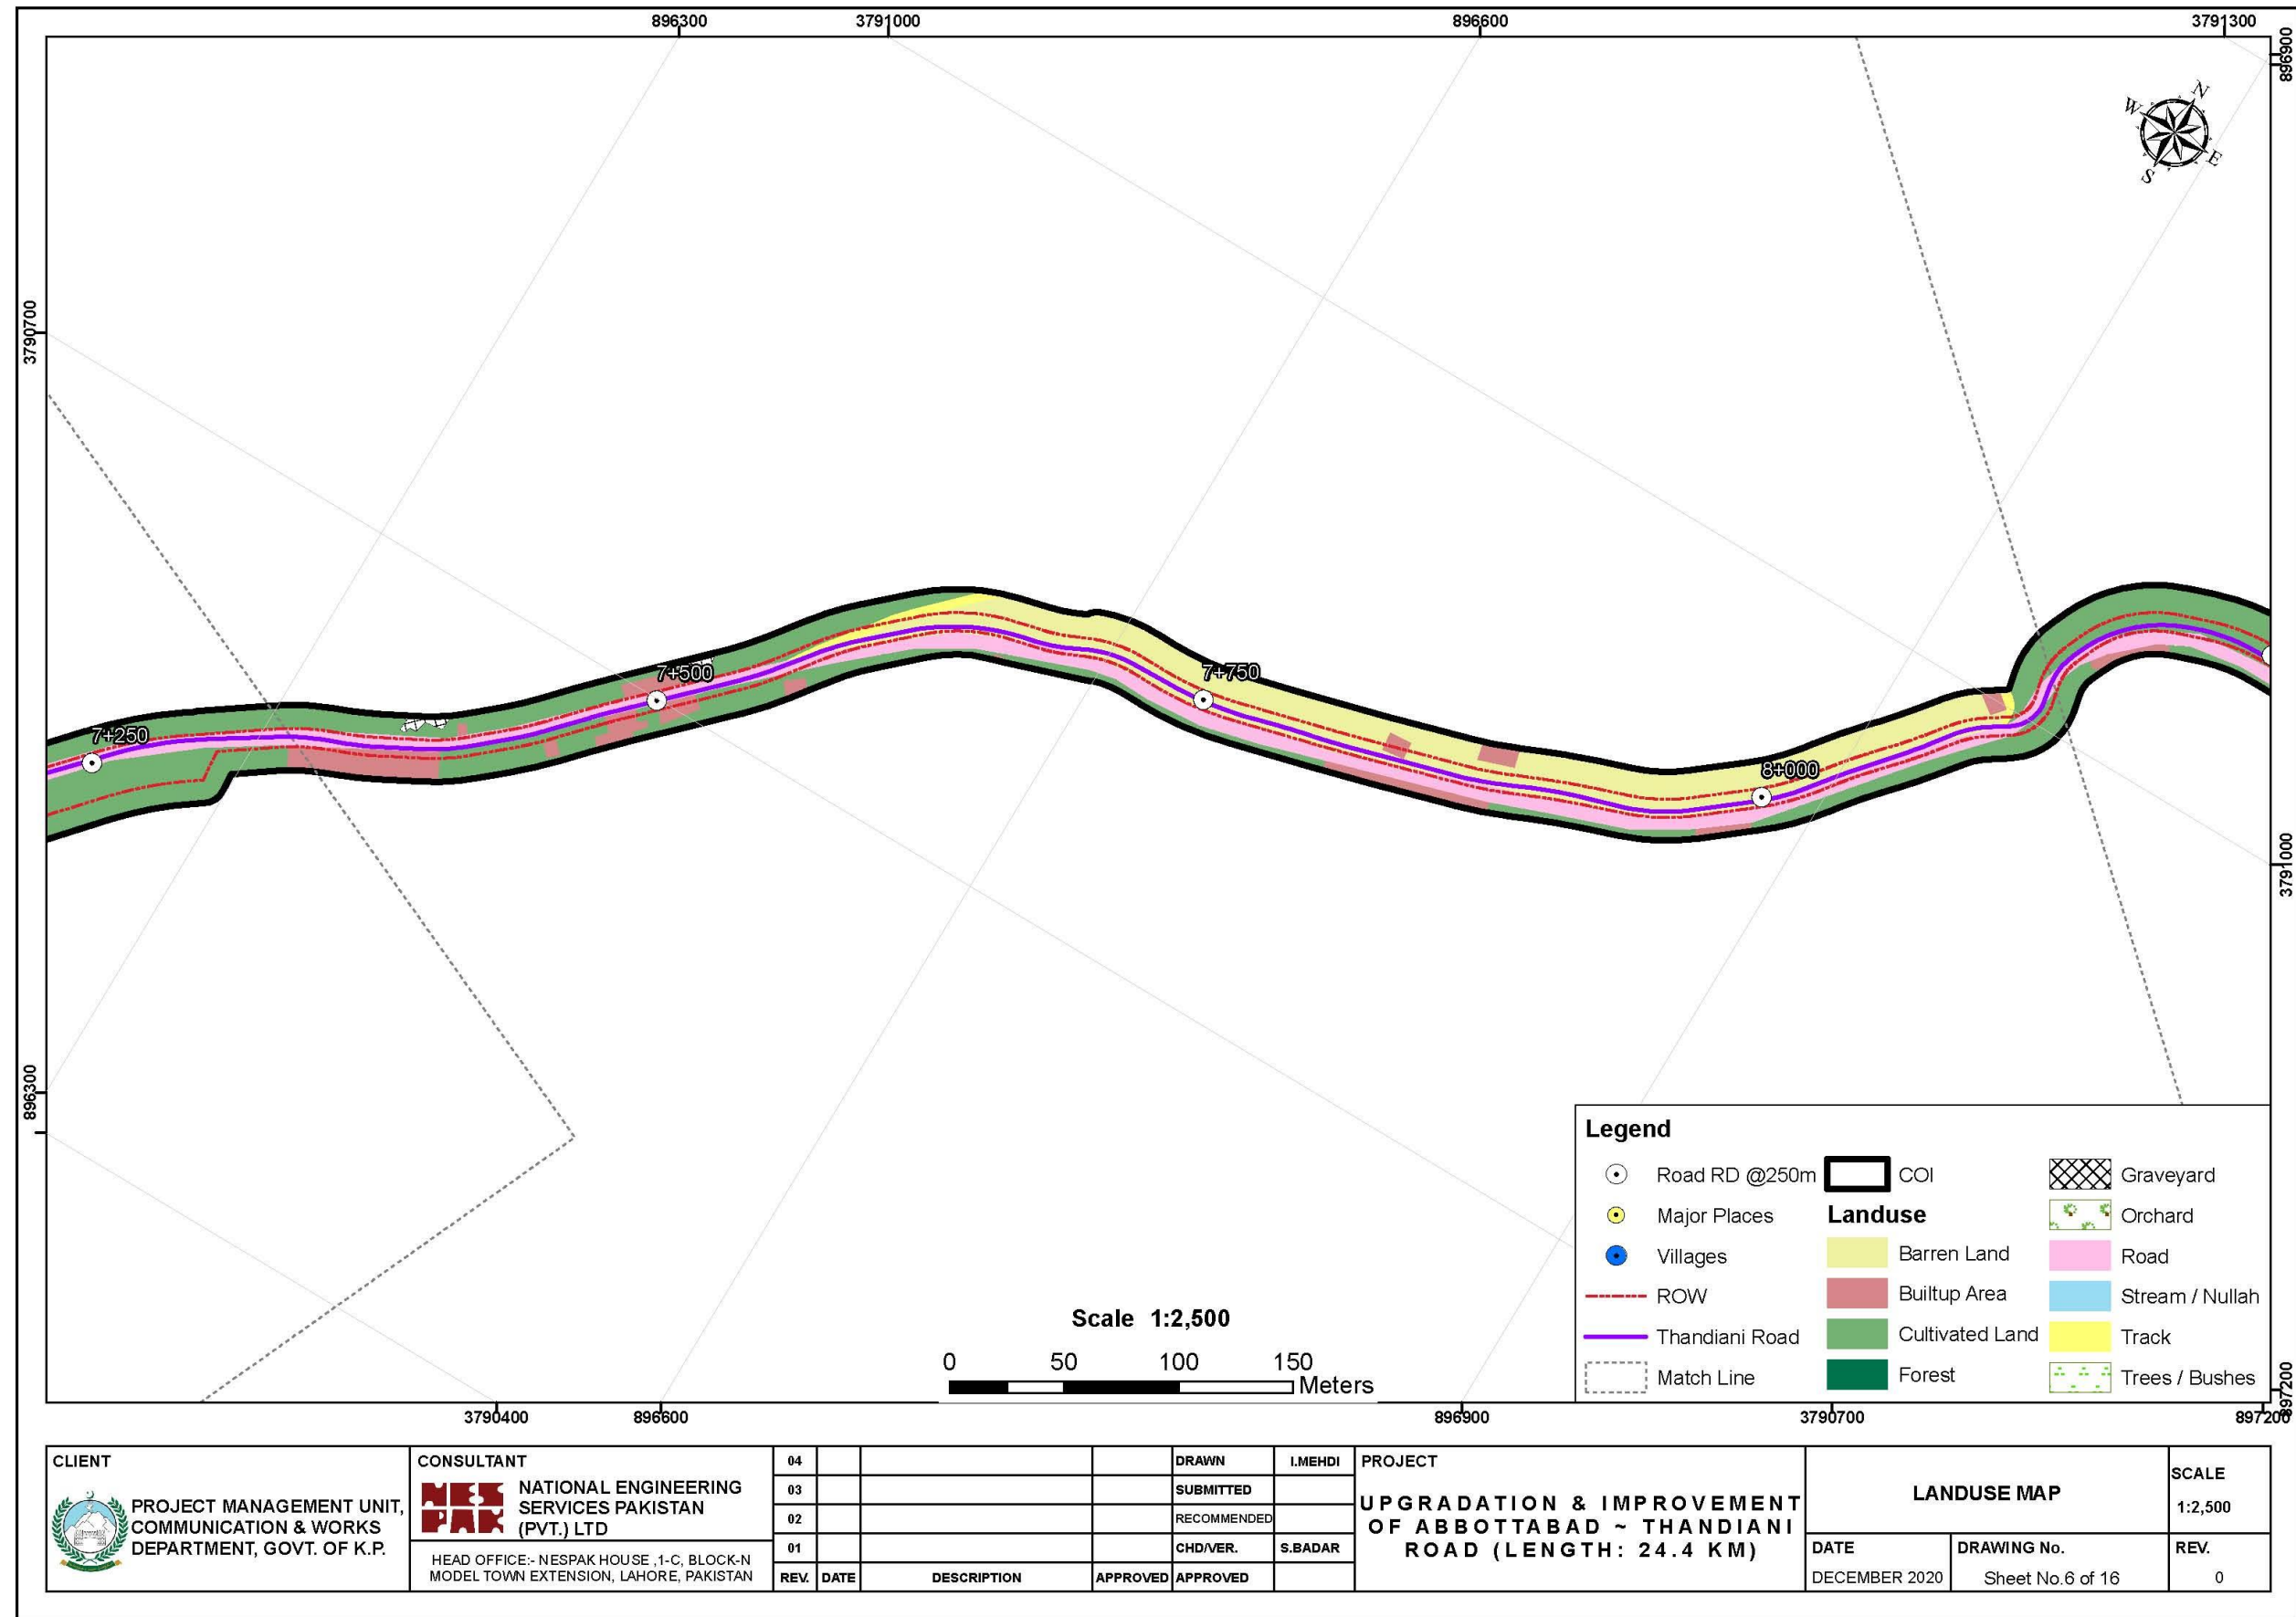 896300 3791000 896600 3791300
896900
N
W
E
S
3790700
7+250
7+500
7+750
8+000
3791000
896300
Legend
Road RD @250m
Major Places
Villages
ROW
Thandiani Road
Match Line
COI
Landuse
Barren Land
Builtup Area
Cultivated Land
Forest
Graveyard
Orchard
Road
Stream / Nullah
Track
Trees / Bushes
Scale 1:2,500
0 50 100 150
Meters
897200
3790400 896600 896900 3790700 897200
CLIENT
PROJECT MANAGEMENT UNIT,
COMMUNICATION & WORKS
DEPARTMENT, GOVT. OF K.P.
CONSULTANT
NES
PAK
NATIONAL ENGINEERING
SERVICES PAKISTAN
(PVT.) LTD
HEAD OFFICE:- NESPAK HOUSE ,1-C, BLOCK-N
MODEL TOWN EXTENSION, LAHORE, PAKISTAN
04 DRAWN I.MEHDI
03 SUBMITTED
02 RECOMMENDED
01 CHD/VER. S.BADAR
REV. DATE DESCRIPTION APPROVED APPROVED
PROJECT
UPGRADATION & IMPROVEMENT
OF ABBOTTABAD ~ THANDIANI
ROAD (LENGTH: 24.4 KM)
LANDUSE MAP
SCALE
1:2,500
DATE
DECEMBER 2020
DRAWING No.
Sheet No.6 of 16
REV.
0